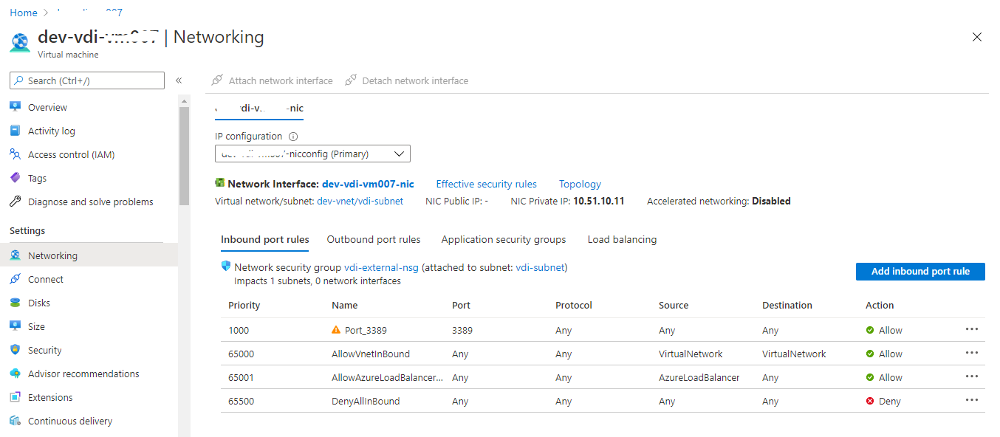 Home > 007
dev-vdi-vm007 | Networking
Virtual machine
Search (Ctrl+/)
«
Attach network interface
Detach network interface
Overview
Activity log
Access control (IAM)
Tags
Diagnose and solve problems
Settings
Networking
Connect
Disks
Size
Security
Advisor recommendations
Extensions
Continuous delivery
-nic
IP configuration
dev-vdi-vm007-nicconfig (Primary)
Network Interface: dev-vdi-vm007-nic Effective security rules Topology
Virtual network/subnet: dev-vnet/vdi-subnet NIC Public IP: - NIC Private IP: 10.51.10.11 Accelerated networking: Disabled
Inbound port rules Outbound port rules Application security groups Load balancing
Network security group vdi-external-nsg (attached to subnet: vdi-subnet)
Impacts 1 subnets, 0 network interfaces
Add inbound port rule
Priority Name Port Protocol Source Destination Action
1000 Port_3389 3389 Any Any Any Allow ···
65000 AllowVnetInBound Any Any VirtualNetwork VirtualNetwork Allow ···
65001 AllowAzureLoadBalancer... Any Any AzureLoadBalancer Any Allow ···
65500 DenyAllInBound Any Any Any Any Deny ···